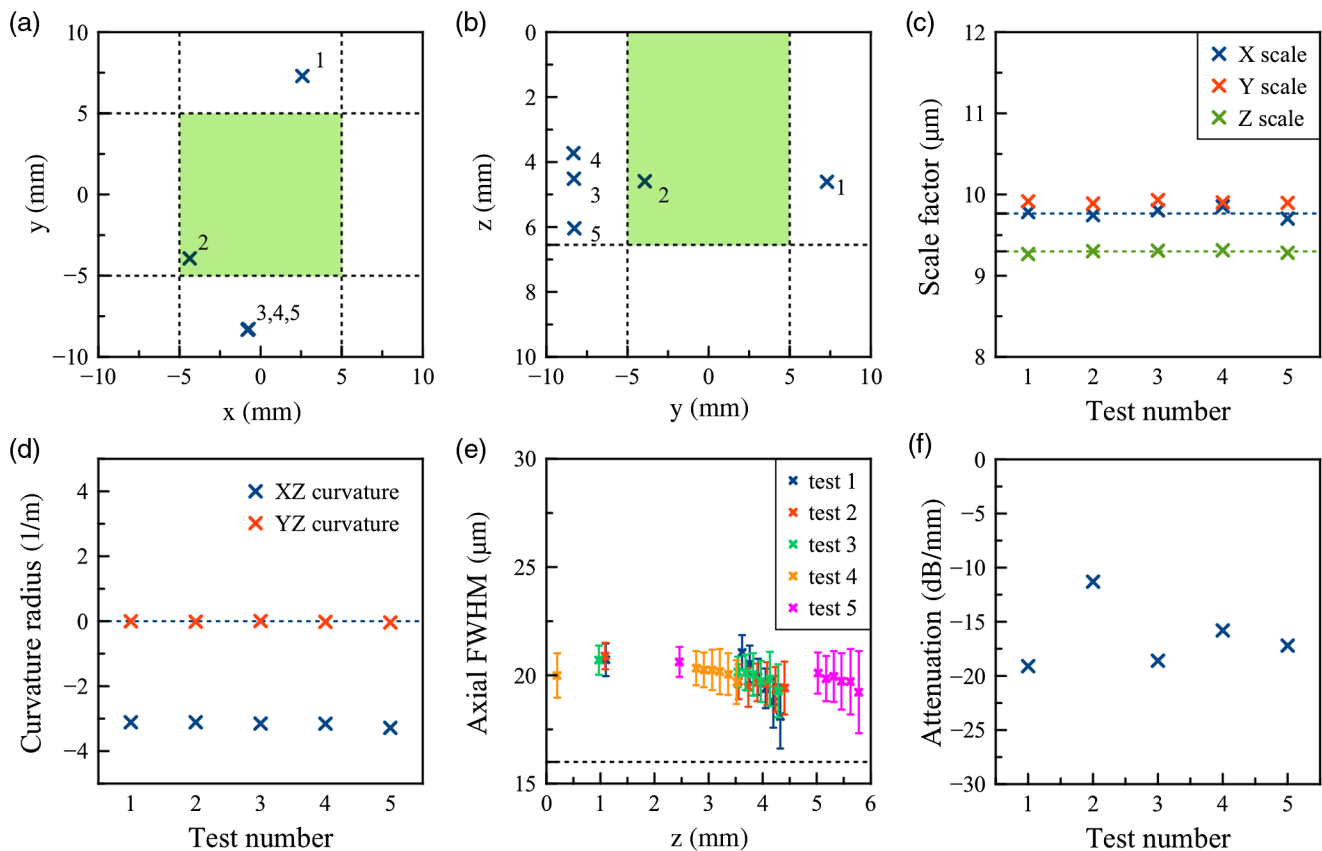 (a)
10
5
0
−5
−10
y (mm)
1
2
3,4,5
−10
−5
0
5
10
x (mm)
(b)
0
2
4
6
8
10
z (mm)
4
3
5
2
1
−10
−5
0
5
10
y (mm)
(c)
12
11
10
9
8
Scale factor (μm)
X scale
Y scale
Z scale
1
2
3
4
5
Test number
(d)
4
2
0
−2
−4
Curvature radius (1/m)
XZ curvature
YZ curvature
1
2
3
4
5
Test number
(e)
30
25
20
15
Axial FWHM (μm)
test 1
test 2
test 3
test 4
test 5
0
1
2
3
4
5
6
z (mm)
(f)
0
−5
−10
−15
−20
−25
−30
Attenuation (dB/mm)
1
2
3
4
5
Test number